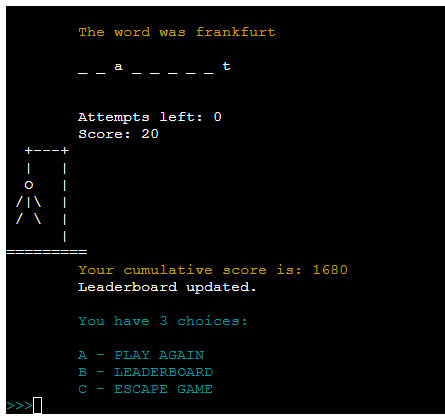 The word was frankfurt
_ _ a _ _ _ _ _ t
Attempts left: 0
Score: 20
+---+
|   |
O   |
/|\  |
/ \  |
|
=========
Your cumulative score is: 1680
Leaderboard updated.
You have 3 choices:
A - PLAY AGAIN
B - LEADERBOARD
C - ESCAPE GAME
>>>